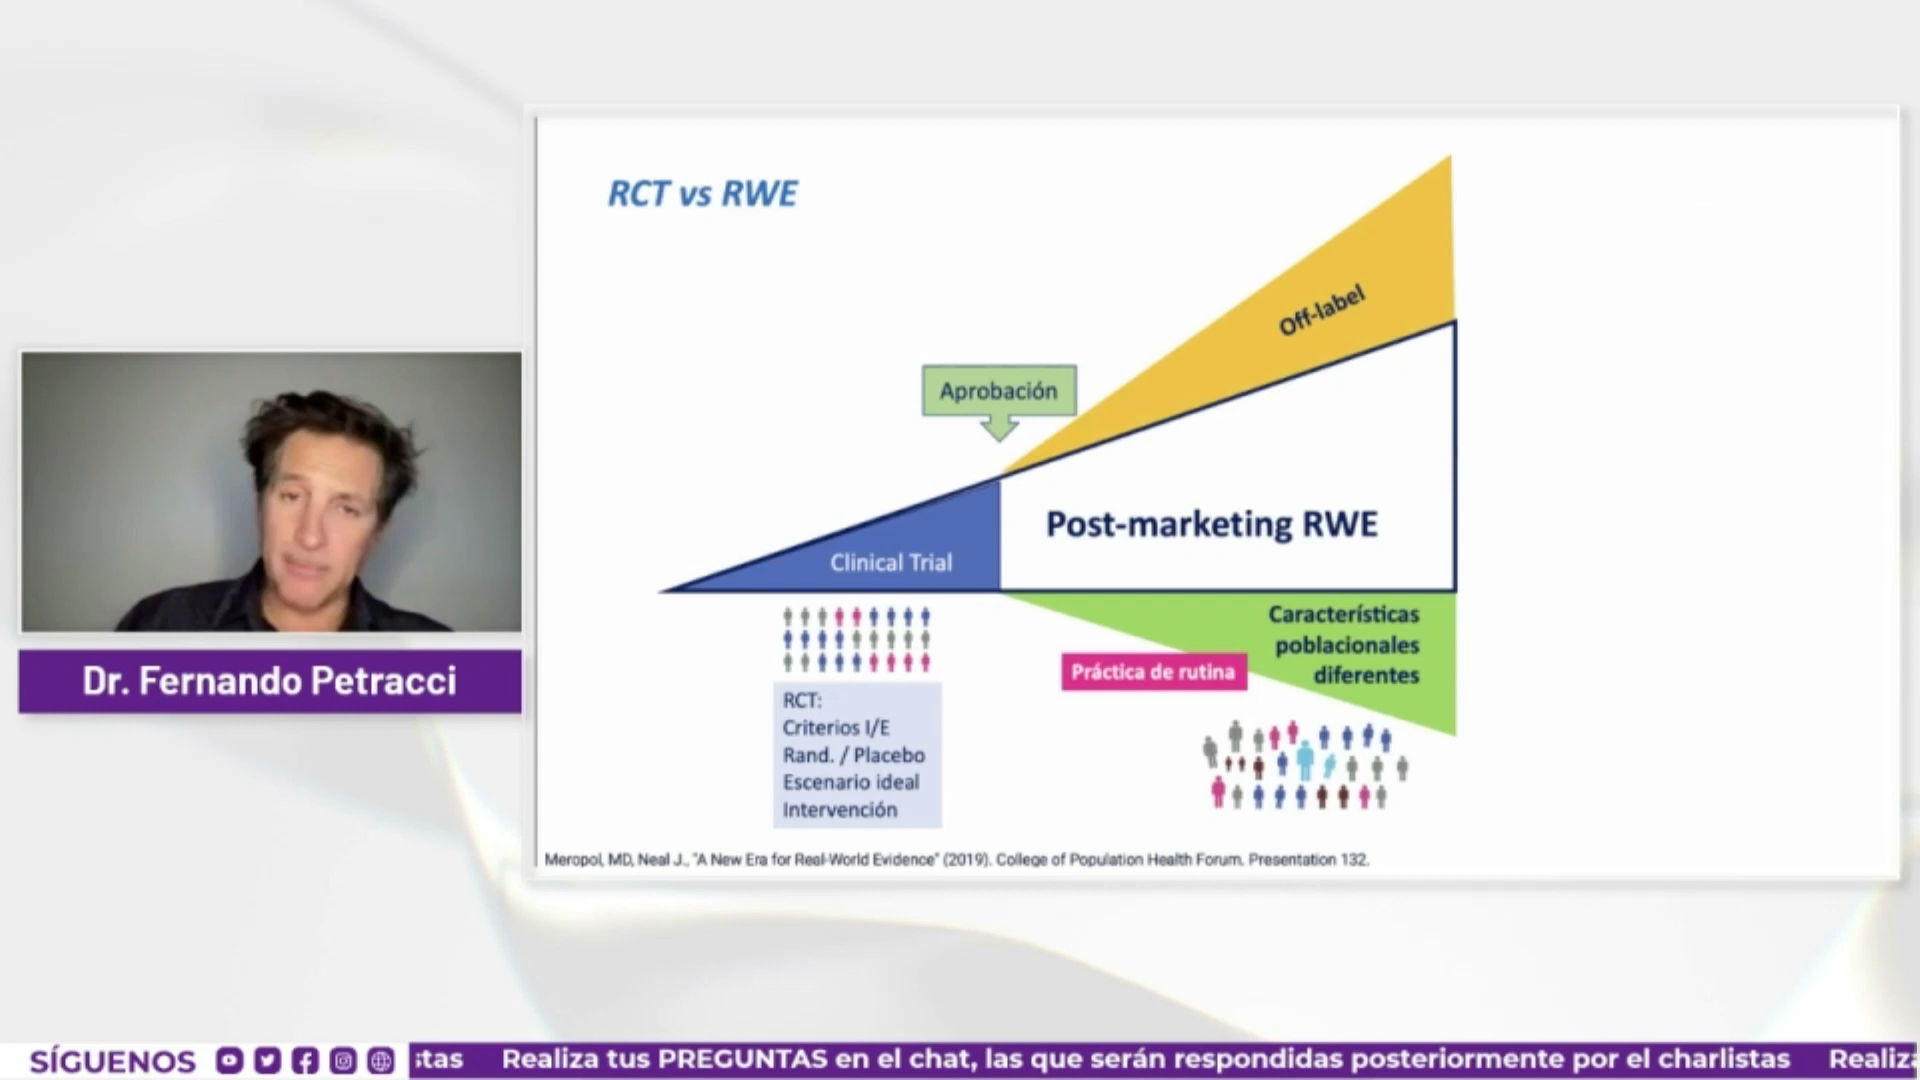 RCT vs RWE
Off-label
Aprobación
Post-marketing RWE
Clinical Trial
Características
poblacionales
diferentes
Práctica de rutina
RCT:
Criterios I/E
Rand. / Placebo
Escenario ideal
Intervención
Meropol, MD, Neal J., "A New Era for Real-World Evidence" (2019). College of Population Health Forum. Presentation 132.
Dr. Fernando Petracci
SÍGUENOS
Realiza tus PREGUNTAS en el chat, las que serán respondidas posteriormente por el charlistas